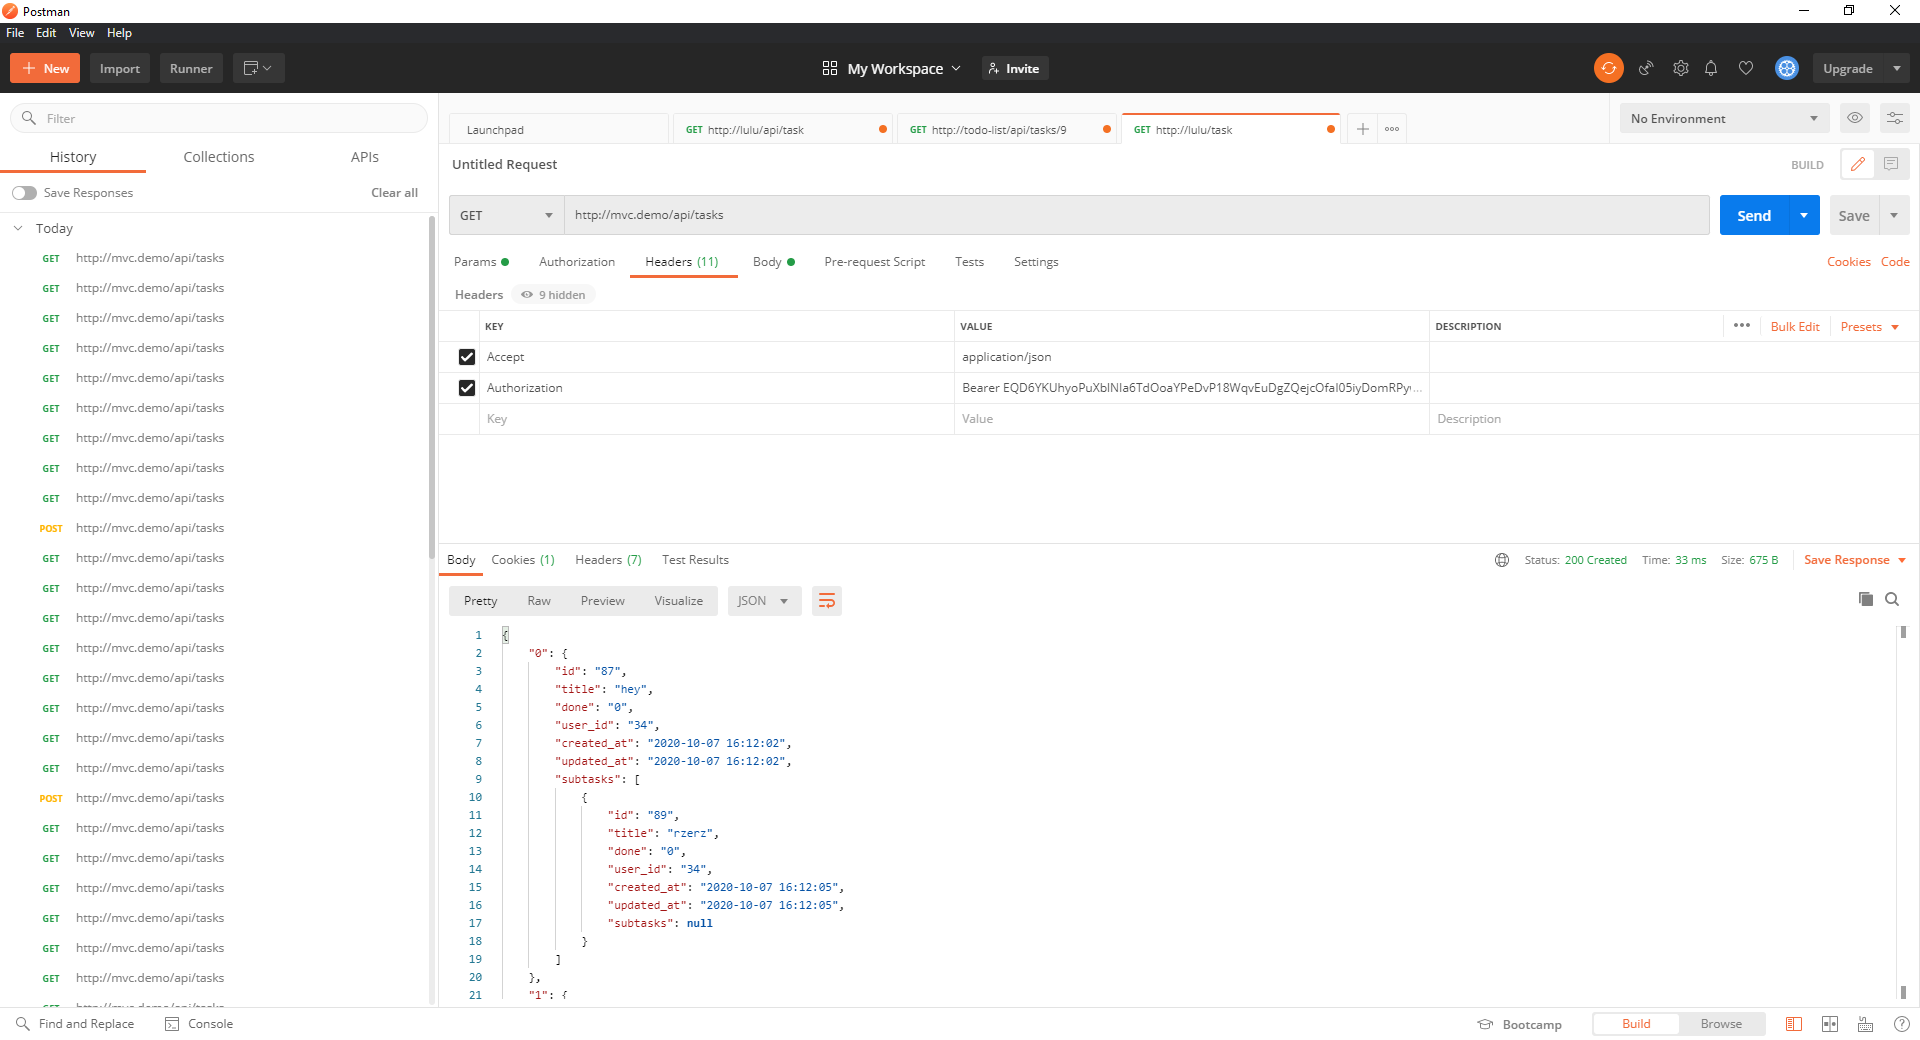 Postman
File Edit View Help
New Import Runner My Workspace Invite Upgrade
Filter
History Collections APIs
Save Responses Clear all
Today
GET http://mvc.demo/api/tasks
GET http://mvc.demo/api/tasks
GET http://mvc.demo/api/tasks
GET http://mvc.demo/api/tasks
GET http://mvc.demo/api/tasks
GET http://mvc.demo/api/tasks
GET http://mvc.demo/api/tasks
GET http://mvc.demo/api/tasks
GET http://mvc.demo/api/tasks
POST http://mvc.demo/api/tasks
GET http://mvc.demo/api/tasks
GET http://mvc.demo/api/tasks
GET http://mvc.demo/api/tasks
GET http://mvc.demo/api/tasks
GET http://mvc.demo/api/tasks
GET http://mvc.demo/api/tasks
GET http://mvc.demo/api/tasks
GET http://mvc.demo/api/tasks
POST http://mvc.demo/api/tasks
GET http://mvc.demo/api/tasks
GET http://mvc.demo/api/tasks
GET http://mvc.demo/api/tasks
GET http://mvc.demo/api/tasks
GET http://mvc.demo/api/tasks
GET http://mvc.demo/api/tasks
Launchpad GET http://lulu/api/task GET http://todo-list/api/tasks/9 GET http://lulu/task No Environment
Untitled Request BUILD
GET http://mvc.demo/api/tasks Send Save
Params Authorization Headers (11) Body Pre-request Script Tests Settings Cookies Code
Headers 9 hidden
KEY VALUE DESCRIPTION ••• Bulk Edit Presets
Accept application/json
Authorization Bearer ...
Key Value Description
Body Cookies (1) Headers (7) Test Results Status: 200 Created Time: 33 ms Size: 675 B Save Response
Pretty Raw Preview Visualize JSON
1 {
2 "0": {
3 "id": "87",
4 "title": "hey",
5 "done": "0",
6 "user_id": "34",
7 "created_at": "2020-10-07 16:12:02",
8 "updated_at": "2020-10-07 16:12:02",
9 "subtasks": [
10 {
11 "id": "89",
12 "title": "rzerz",
13 "done": "0",
14 "user_id": "34",
15 "created_at": "2020-10-07 16:12:05",
16 "updated_at": "2020-10-07 16:12:05",
17 "subtasks": null
18 }
19 ]
20 },
21 "1": {
Find and Replace Console Bootcamp Build Browse